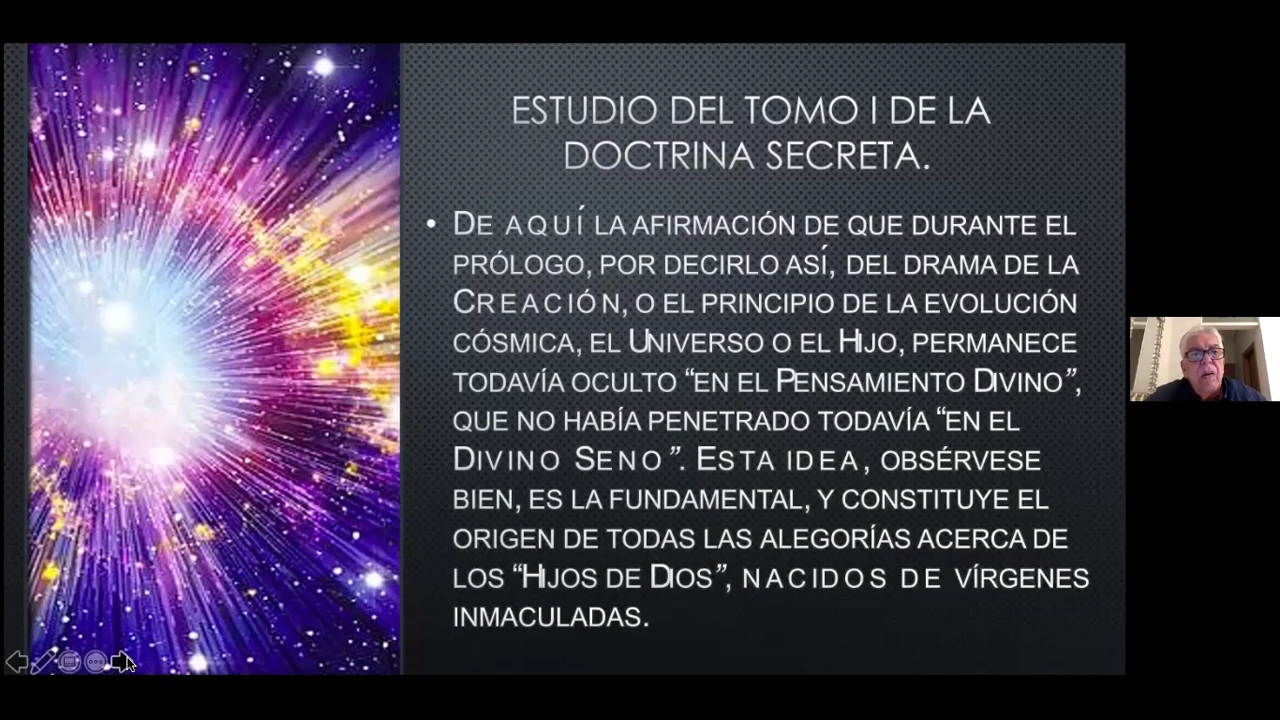 ESTUDIO DEL TOMO I DE LA
DOCTRINA SECRETA.
• DE AQUÍ LA AFIRMACIÓN DE QUE DURANTE EL
PRÓLOGO, POR DECIRLO ASÍ, DEL DRAMA DE LA
CREACIÓN, O EL PRINCIPIO DE LA EVOLUCIÓN
CÓSMICA, EL UNIVERSO O EL HIJO, PERMANECE
TODAVÍA OCULTO “EN EL PENSAMIENTO DIVINO”,
QUE NO HABÍA PENETRADO TODAVÍA “EN EL
DIVINO SENO”. ESTA IDEA, OBSÉRVESE
BIEN, ES LA FUNDAMENTAL, Y CONSTITUYE EL
ORIGEN DE TODAS LAS ALEGORÍAS ACERCA DE
LOS “HIJOS DE DIOS”, NACIDOS DE VÍRGENES
INMACULADAS.